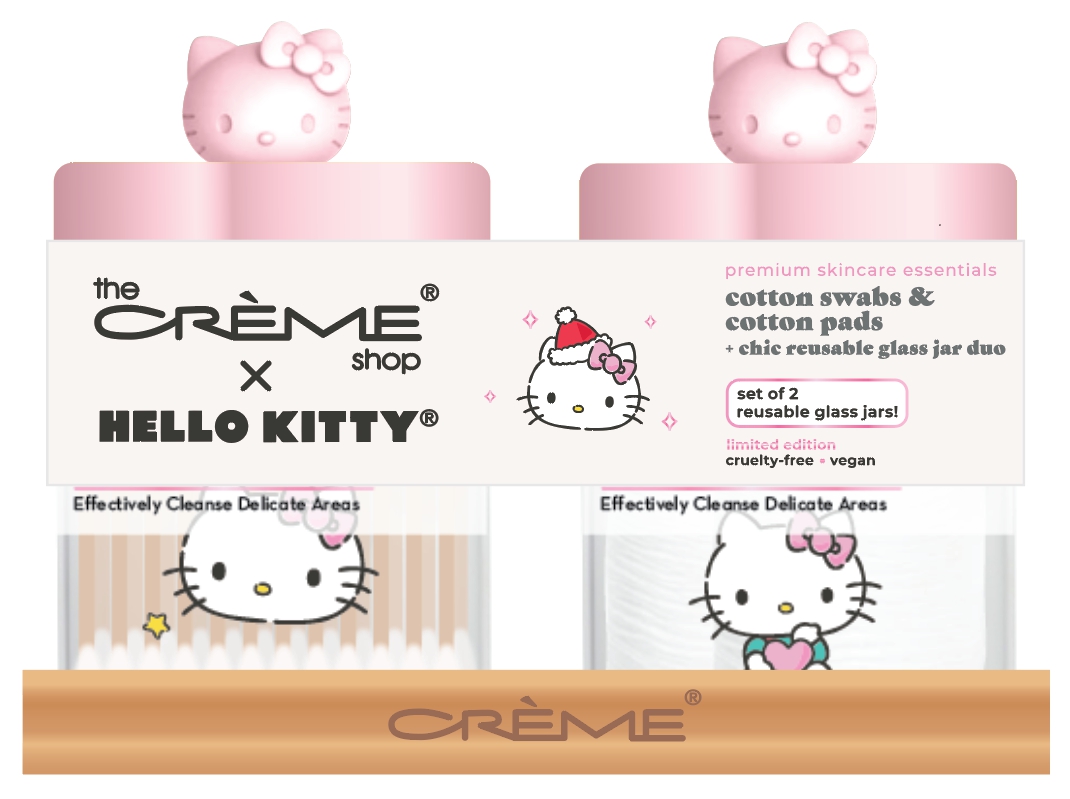 the
CRÈME®
shop
X
HELLO KITTY®
premium skincare essentials
cotton swabs &
cotton pads
+ chic reusable glass jar duo
set of 2
reusable glass jars!
limited edition
cruelty-free • vegan
Effectively Cleanse Delicate Areas
Effectively Cleanse Delicate Areas
CRÈME®